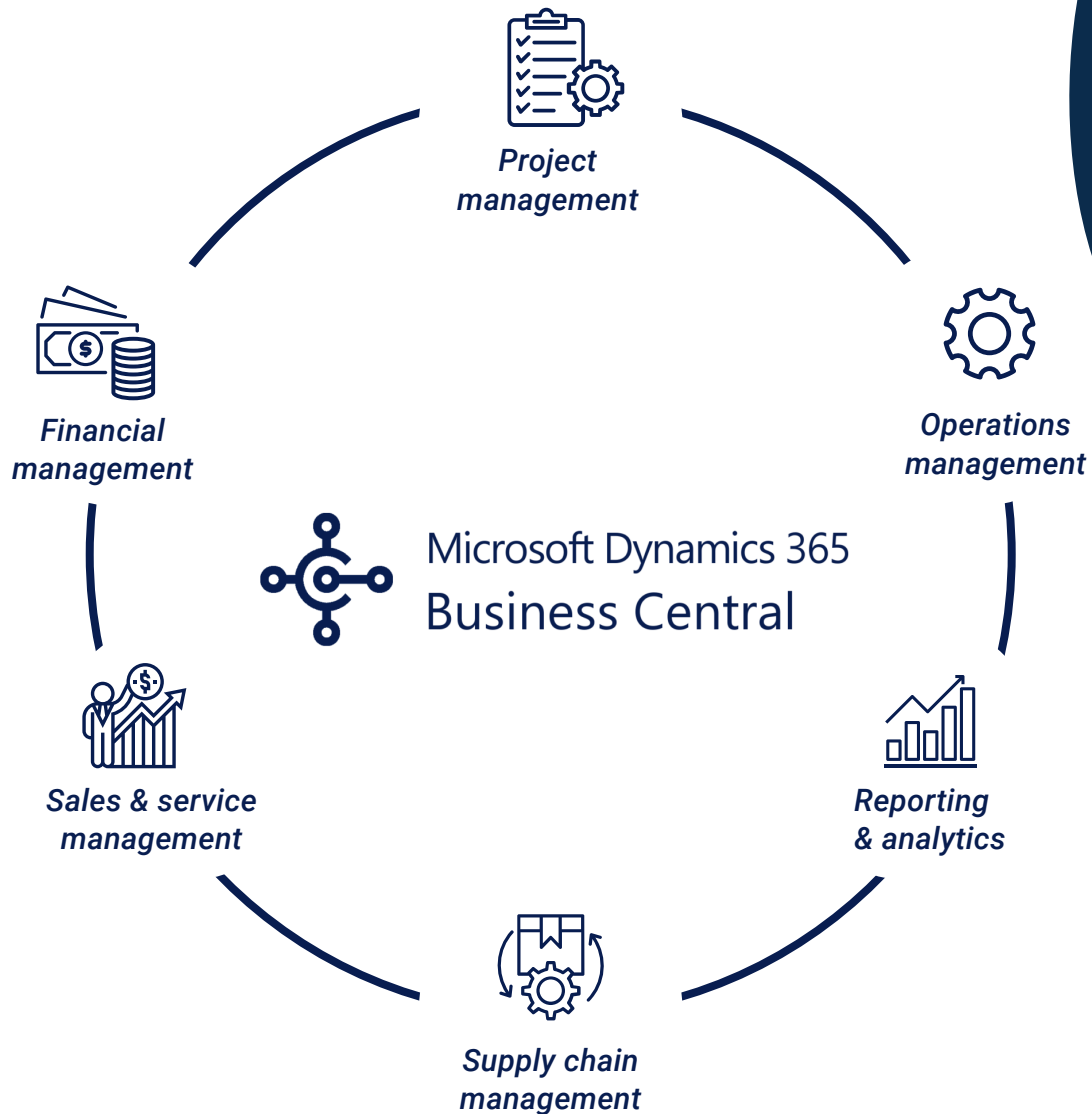 Project
management
Financial
management
Operations
management
Microsoft Dynamics 365
Business Central
Sales & service
management
Reporting
& analytics
Supply chain
management